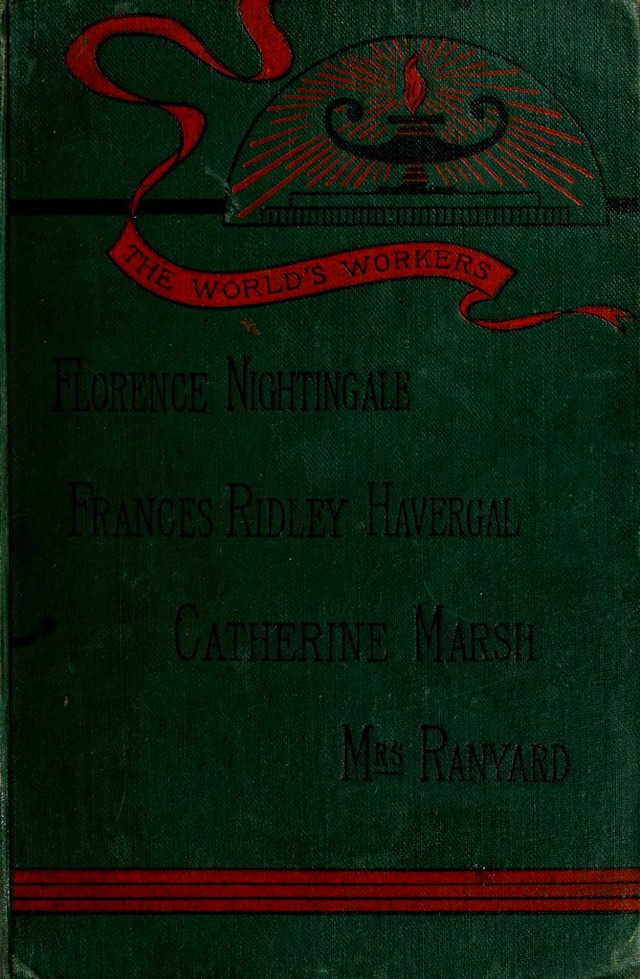 THE WORLD'S WORKERS
FLORENCE NIGHTINGALE
FRANCES RIDLEY HAVERGAL
CATHERINE MARSH
MRS RANYARD